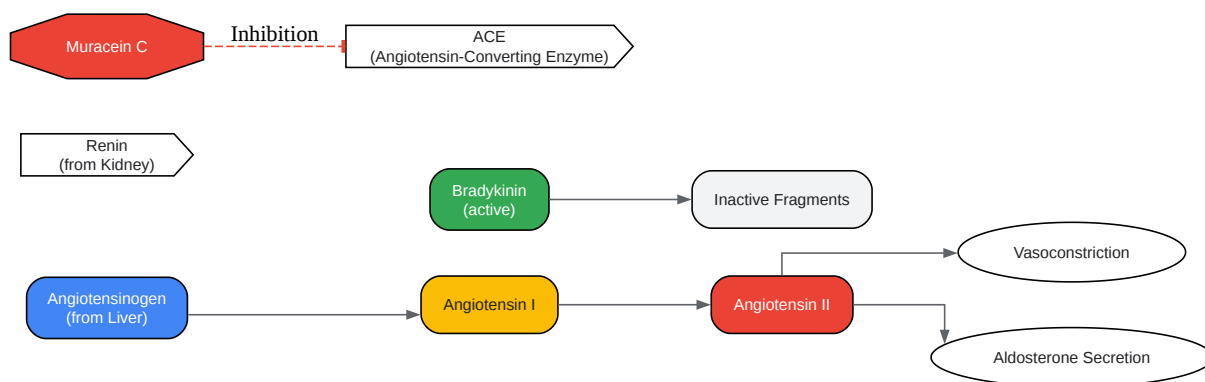 Muracein C
Inhibition
ACE
(Angiotensin-Converting Enzyme)
Renin
(from Kidney)
Bradykinin
(active)
Inactive Fragments
Vasoconstriction
Angiotensinogen
(from Liver)
Angiotensin I
Angiotensin II
Aldosterone Secretion